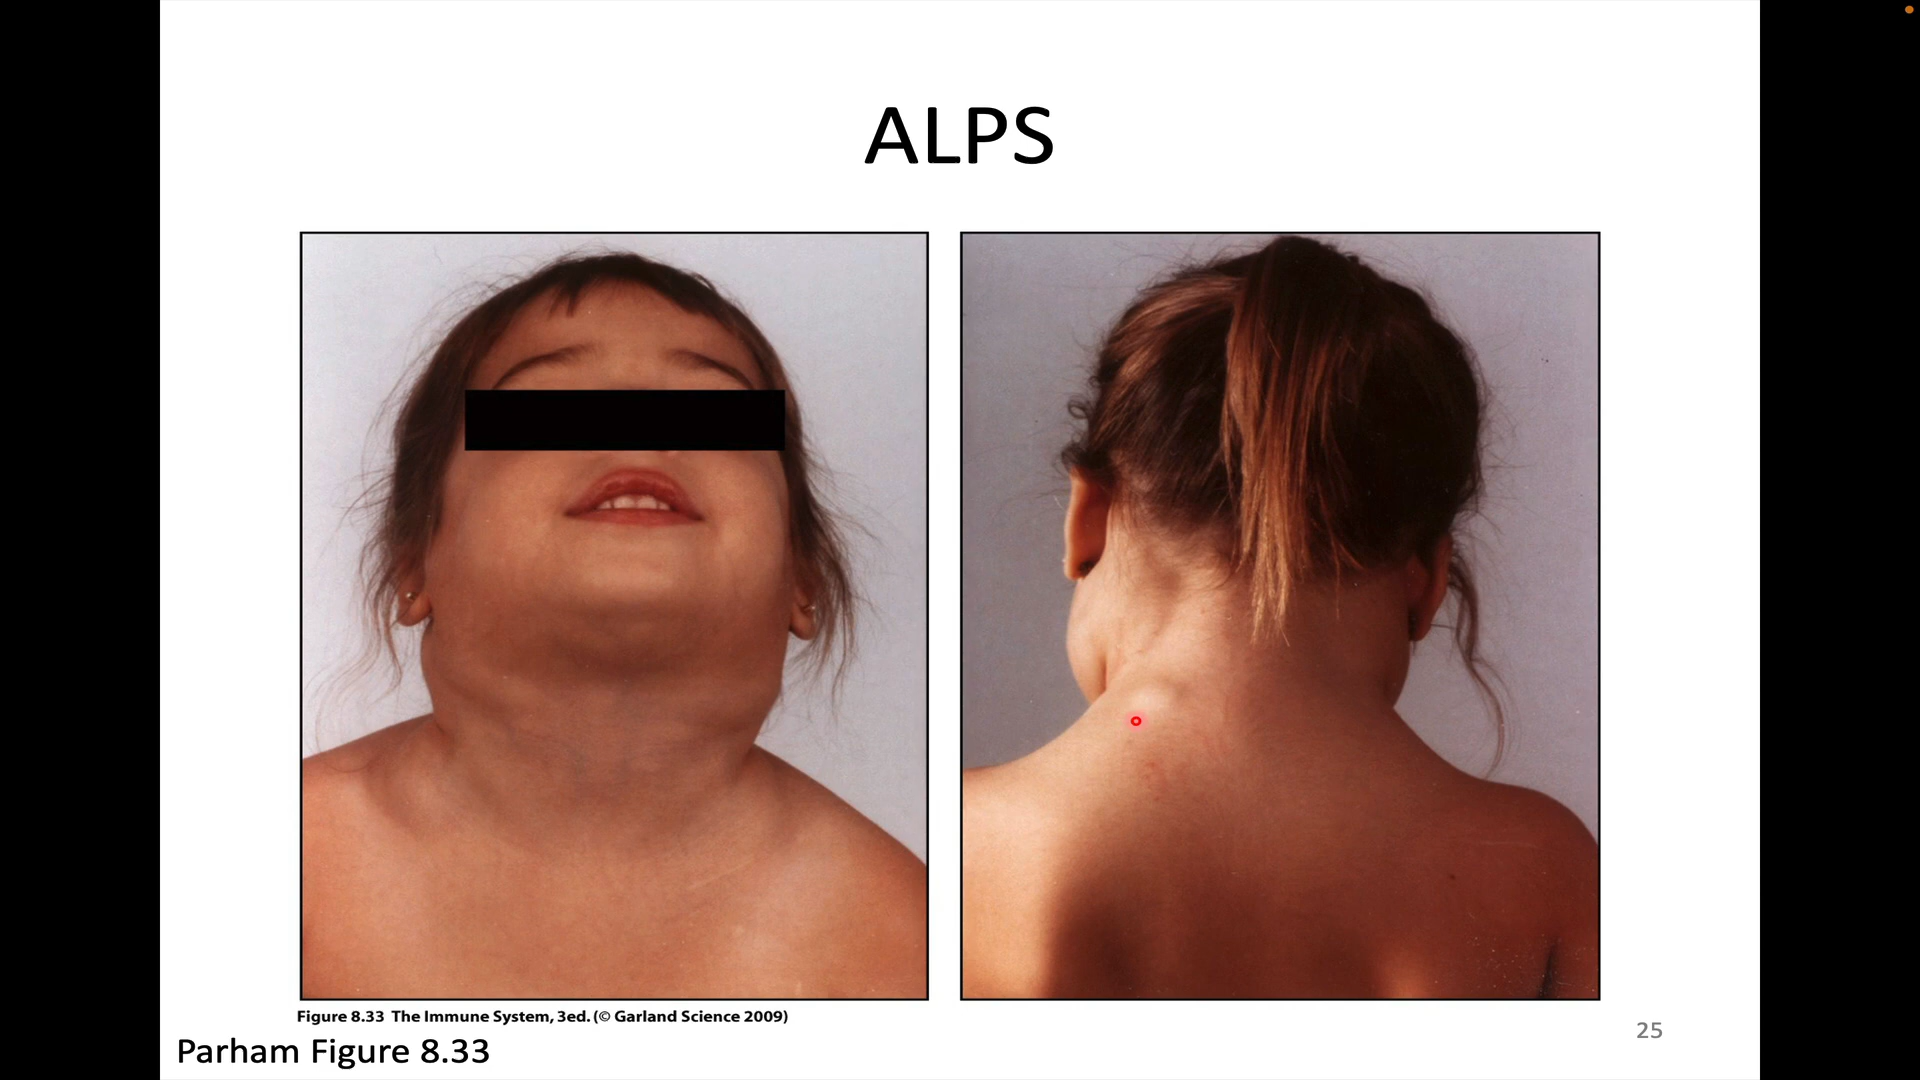 ALPS
Figure 8.33 The Immune System, 3ed. (© Garland Science 2009)
Parham Figure 8.33
25